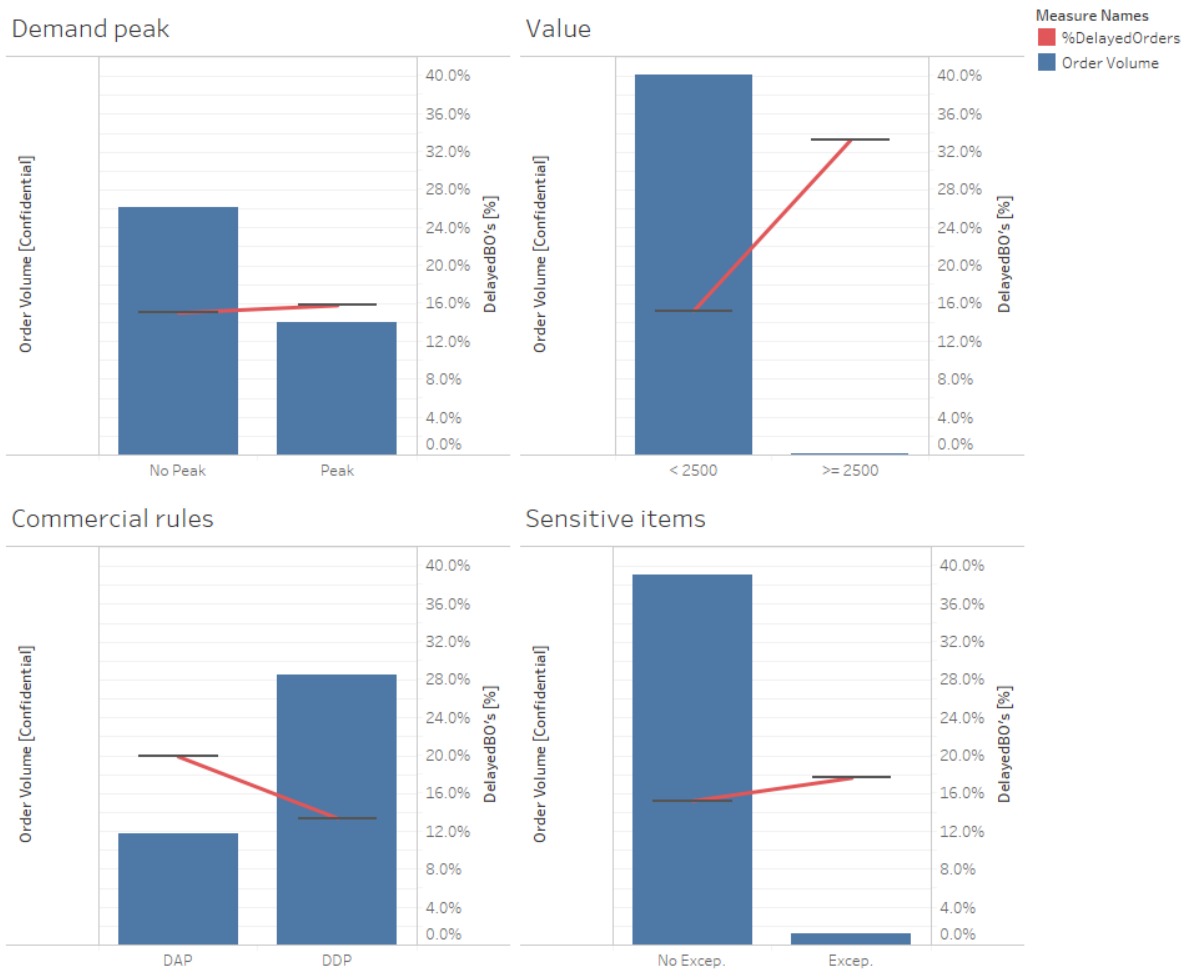 Demand peak
Order Volume [Confidential]
40.0%
36.0%
32.0%
28.0%
24.0%
20.0%
16.0%
12.0%
8.0%
4.0%
0.0%
DelayedBO's [%]
No Peak
Peak
Value
Order Volume [Confidential]
40.0%
36.0%
32.0%
28.0%
24.0%
20.0%
16.0%
12.0%
8.0%
4.0%
0.0%
DelayedBO's [%]
< 2500
>= 2500
Measure Names
%DelayedOrders
Order Volume
Commercial rules
Order Volume [Confidential]
40.0%
36.0%
32.0%
28.0%
24.0%
20.0%
16.0%
12.0%
8.0%
4.0%
0.0%
DelayedBO's [%]
DAP
DDP
Sensitive items
Order Volume [Confidential]
40.0%
36.0%
32.0%
28.0%
24.0%
20.0%
16.0%
12.0%
8.0%
4.0%
0.0%
DelayedBO's [%]
No Excep.
Excep.